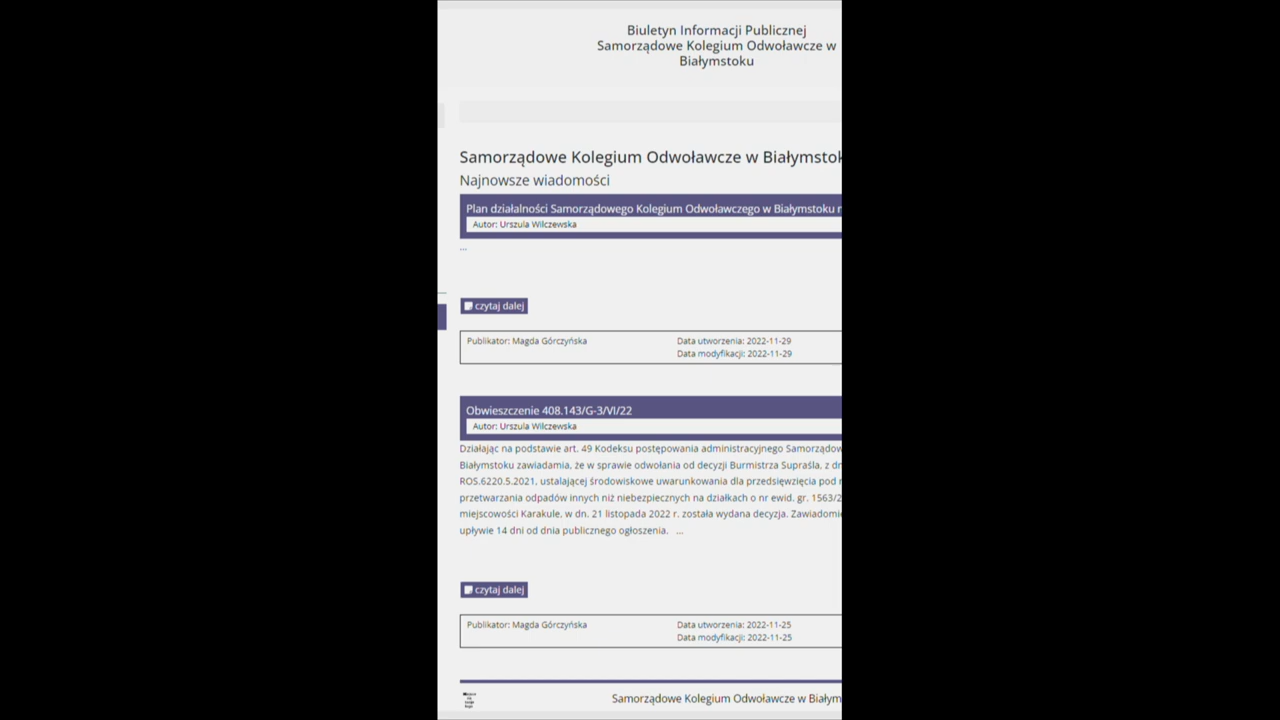 Biuletyn Informacji Publicznej
Samorządowe Kolegium Odwoławcze w
Białymstoku
Samorządowe Kolegium Odwoławcze w Białymstok
Najnowsze wiadomości
Plan działalności Samorządowego Kolegium Odwoławczego w Białymstoku
Autor: Urszula Wilczewska
...
czytaj dalej
Publikator: Magda Górczyńska
Data utworzenia: 2022-11-29
Data modyfikacji: 2022-11-29
Obwieszczenie 408.143/G-3/VI/22
Autor: Urszula Wilczewska
Działając na podstawie art. 49 Kodeksu postępowania administracyjnego Samorządow
Białymstoku zawiadamia, że w sprawie odwołania od decyzji Burmistrza Supraśla, z dn
ROS.6220.5.2021, ustalającej środowiskowe uwarunkowania dla przedsięwzięcia pod
przetwarzania odpadów innych niż niebezpiecznych na działkach o nr ewid. gr. 1563/2
miejscowości Karakule, w dn. 21 listopada 2022 r. została wydana decyzja. Zawiadomie
upływie 14 dni od dnia publicznego ogłoszenia. ...
czytaj dalej
Publikator: Magda Górczyńska
Data utworzenia: 2022-11-25
Data modyfikacji: 2022-11-25
Samorządowe Kolegium Odwoławcze w Białym